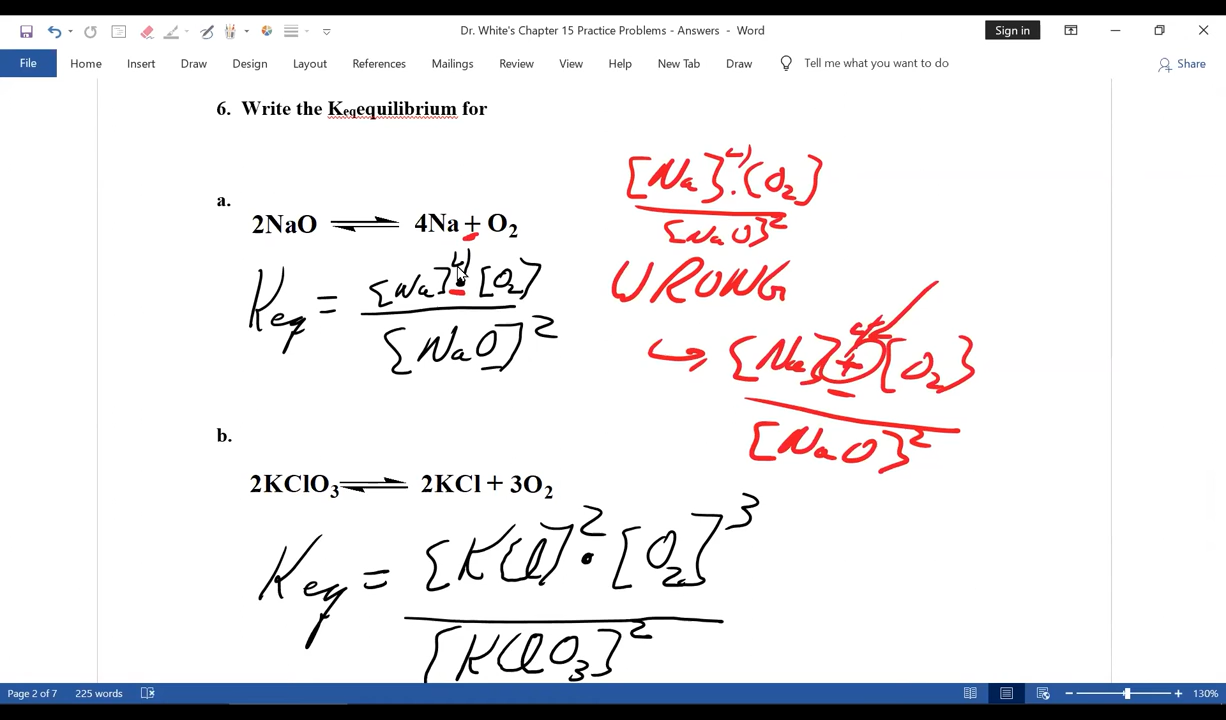 Dr. White's Chapter 15 Practice Problems - Answers - Word
Sign in
File Home Insert Draw Design Layout References Mailings Review View Help New Tab Draw Tell me what you want to do Share
6. Write the Keqequilibrium for
a.
2NaO ⇌ 4Na + O₂
Keq = [Na]⁴ · [O₂]
[NaO]²
[Na]⁴ · [O₂]
[NaO]²
WRONG
↪ [Na]⁴ + [O₂]
[NaO]²
b.
2KClO₃ ⇌ 2KCl + 3O₂
Keq = [KCl]² · [O₂]³
[KClO₃]²
Page 2 of 7 225 words 130%